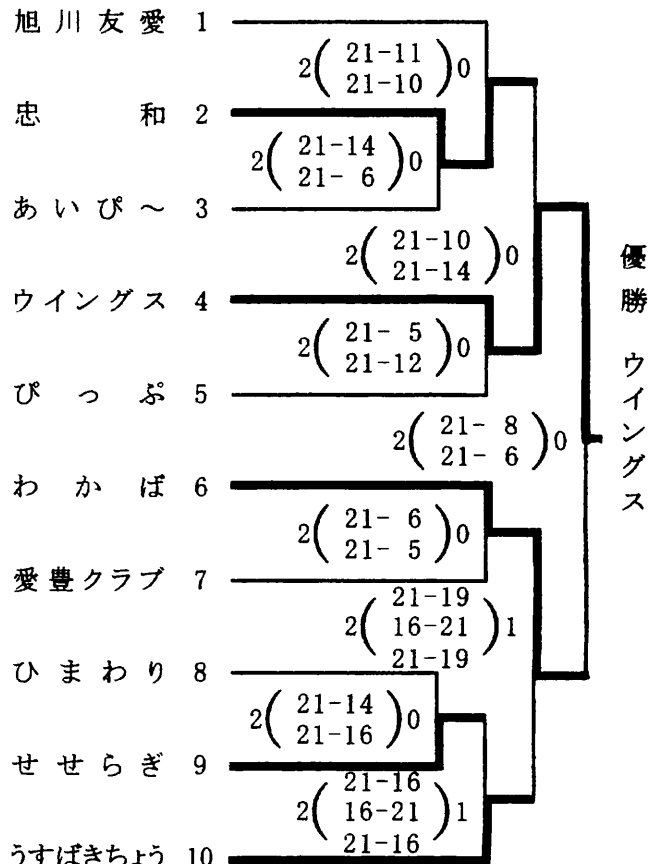 旭川友愛 1
2( 21-11 )0
21-10
忠和 2
2( 21-14 )0
21- 6
あいぴ～ 3
2( 21-10 )0
21-14
ウイングス 4
2( 21- 5 )0
21-12
ぴっぷ 5
2( 21- 8 )0
21- 6
わかば 6
2( 21- 6 )0
21- 5
愛豊クラブ 7
21-19
2( 16-21 )1
21-19
ひまわり 8
2( 21-14 )0
21-16
せせらぎ 9
21-16
2( 16-21 )1
21-16
うすばきちょう 10
優勝 ウイングス